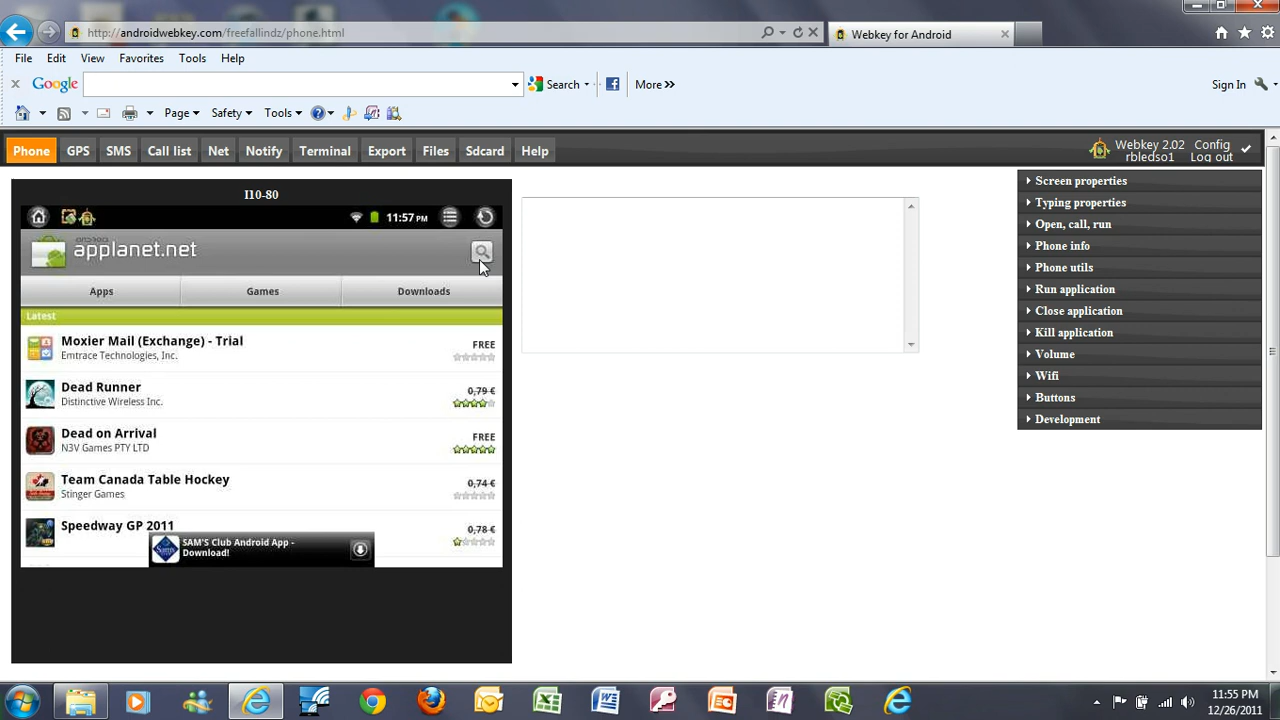 http://androidwebkey.com/freefallindz/phone.html
Webkey for Android
File Edit View Favorites Tools Help
Google Search More »
Sign In
Page Safety Tools
Phone GPS SMS Call list Net Notify Terminal Export Files Sdcard Help
Webkey 2.02 Config
rbledso1 Log out
I10-80
11:57 PM
android
applanet.net
Apps Games Downloads
Latest
Moxier Mail (Exchange) - Trial
Emtrace Technologies, Inc.
FREE
Dead Runner
Distinctive Wireless Inc.
0,79 €
Dead on Arrival
N3V Games PTY LTD
FREE
Team Canada Table Hockey
Stinger Games
0,74 €
Speedway GP 2011
0,78 €
SAM'S Club Android App -
Download!
Screen properties
Typing properties
Open, call, run
Phone info
Phone utils
Run application
Close application
Kill application
Volume
Wifi
Buttons
Development
11:55 PM
12/26/2011